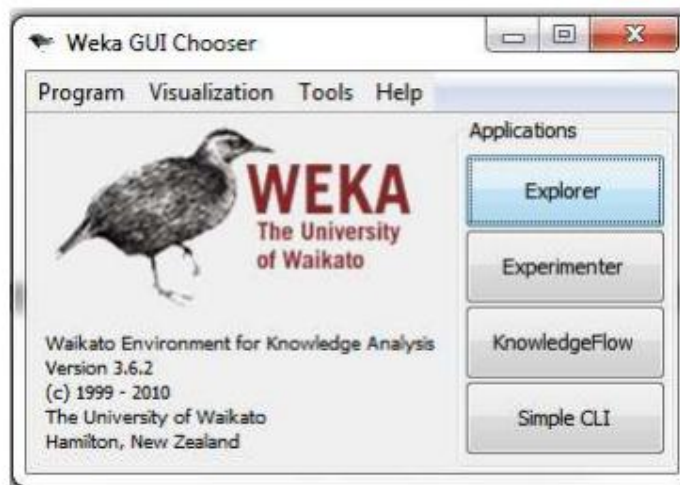 Weka GUI Chooser
Program Visualization Tools Help
WEKA
The University
of Waikato
Waikato Environment for Knowledge Analysis
Version 3.6.2
(c) 1999 - 2010
The University of Waikato
Hamilton, New Zealand
Applications
Explorer
Experimenter
KnowledgeFlow
Simple CLI